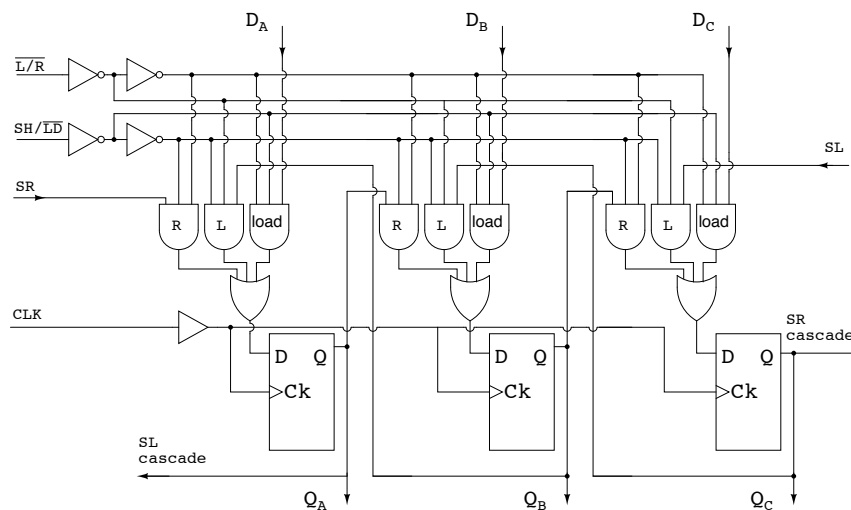 D_A D_B D_C
L̅/̅R̅
SH/L̅D̅
SL
SR
R L load R L load R L load
CLK
SR
cascade
D Q D Q D Q
Ck Ck Ck
SL
cascade
Q_A Q_B Q_C